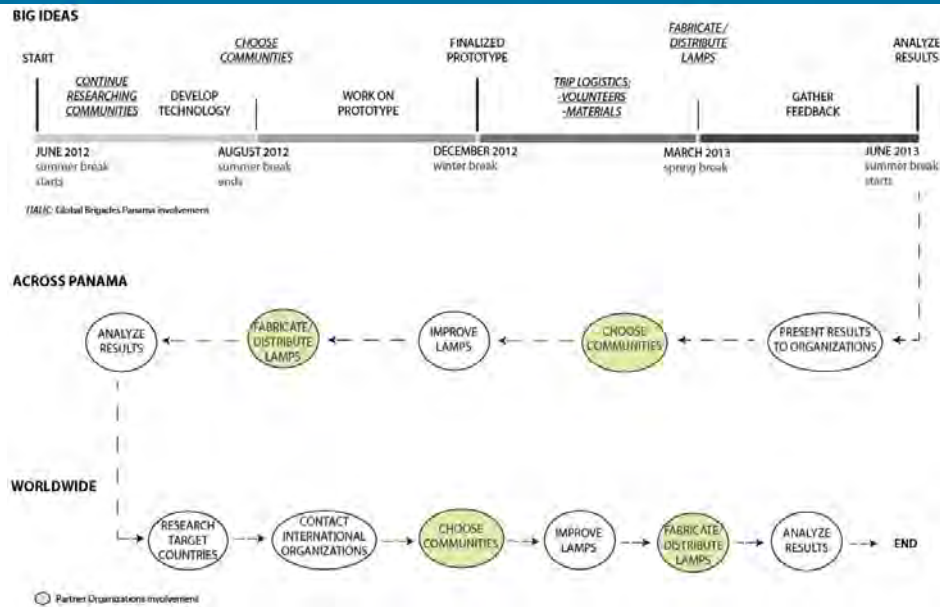 BIG IDEAS
START
CHOOSE
COMMUNITIES
FINALIZED
PROTOTYPE
FABRICATE/
DISTRIBUTE
LAMPS
ANALYZE
RESULTS
CONTINUE
RESEARCHING
COMMUNITIES
DEVELOP
TECHNOLOGY
WORK ON
PROTOTYPE
TRIP LOGISTICS:
-VOLUNTEERS
-MATERIALS
GATHER
FEEDBACK
JUNE 2012
summer break
starts
AUGUST 2012
summer break
ends
DECEMBER 2012
winter break
MARCH 2013
spring break
JUNE 2013
summer break
starts
ITALIC: Global Brigades Panama involvement
ACROSS PANAMA
ANALYZE
RESULTS
FABRICATE/
DISTRIBUTE
LAMPS
IMPROVE
LAMPS
CHOOSE
COMMUNITIES
PRESENT RESULTS
TO ORGANIZATIONS
WORLDWIDE
RESEARCH
TARGET
COUNTRIES
CONTACT
INTERNATIONAL
ORGANIZATIONS
CHOOSE
COMMUNITIES
IMPROVE
LAMPS
FABRICATE/
DISTRIBUTE
LAMPS
ANALYZE
RESULTS
END
Partner Organizations involvement